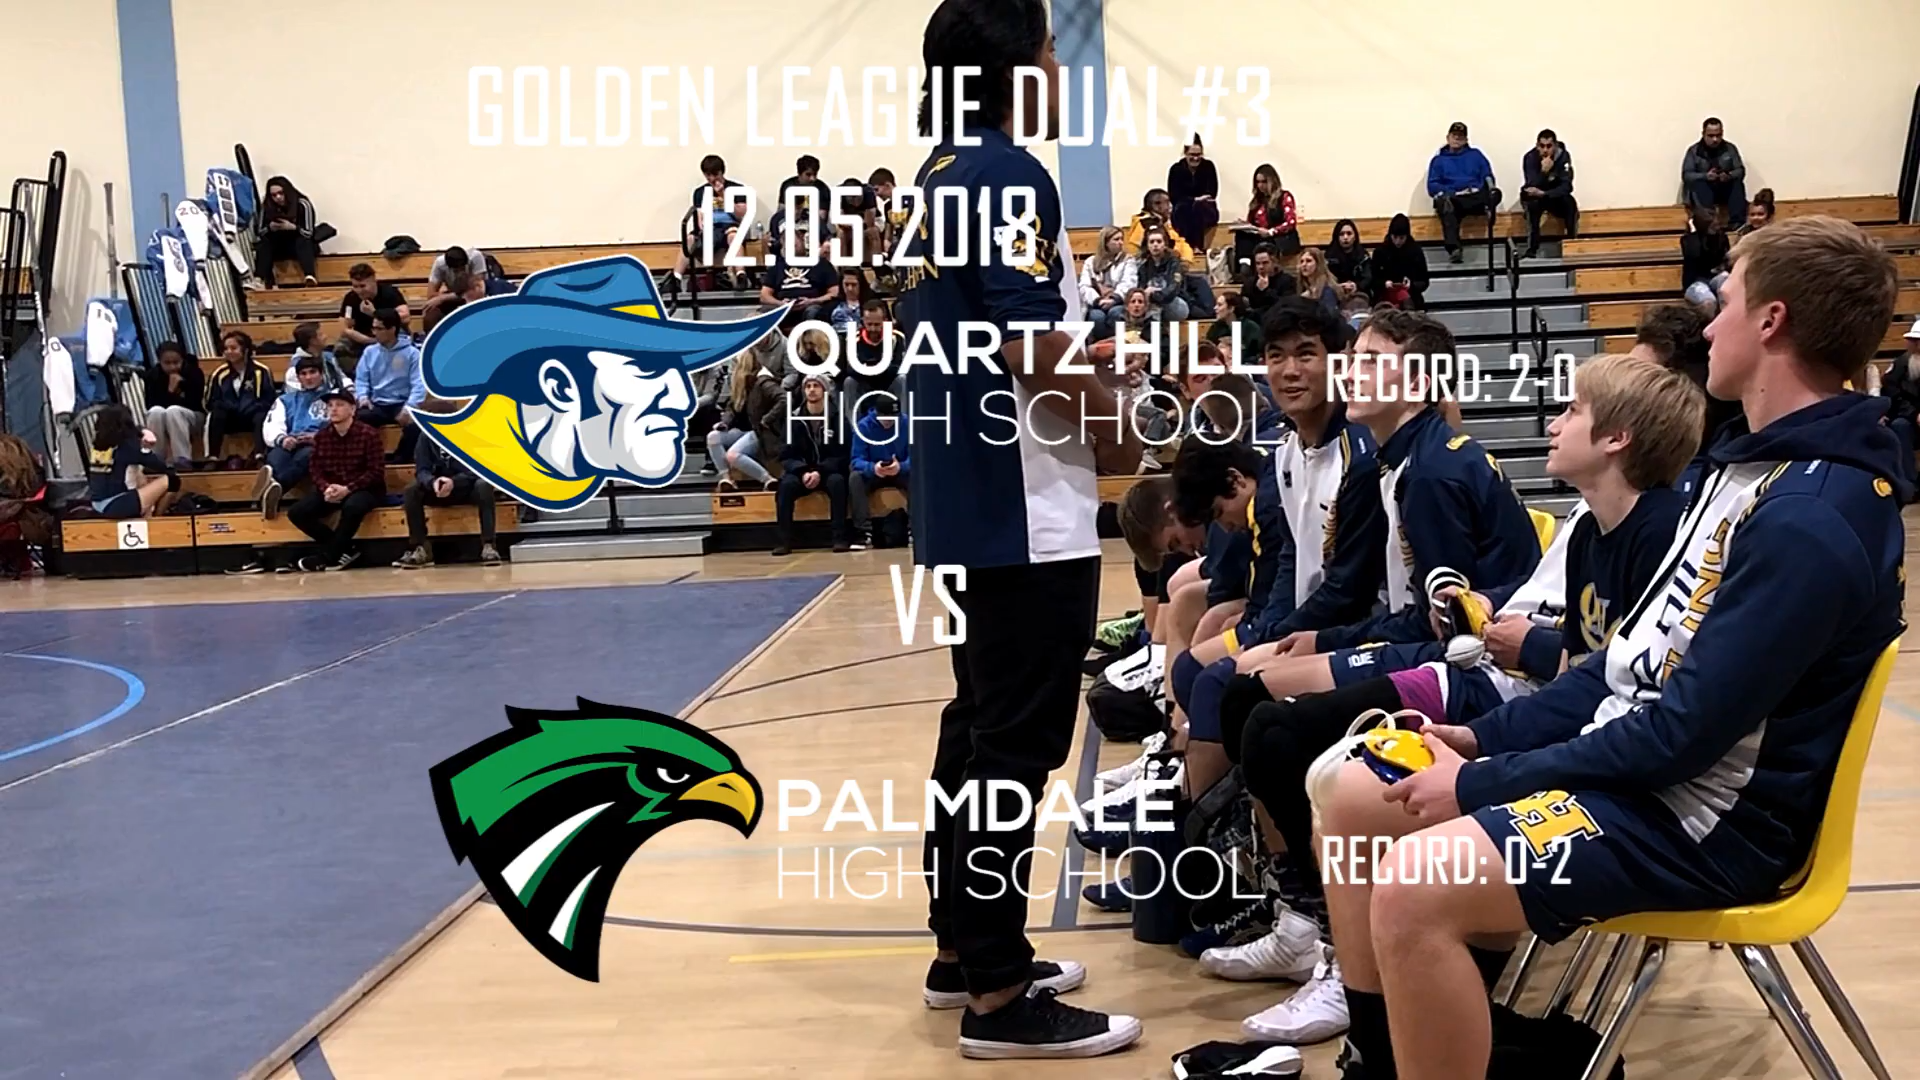 GOLDEN LEAGUE DUAL#3
12.05.2018
QUARTZ HILL
HIGH SCHOOL
RECORD: 2-0
VS
PALMDALE
HIGH SCHOOL
RECORD: 0-2